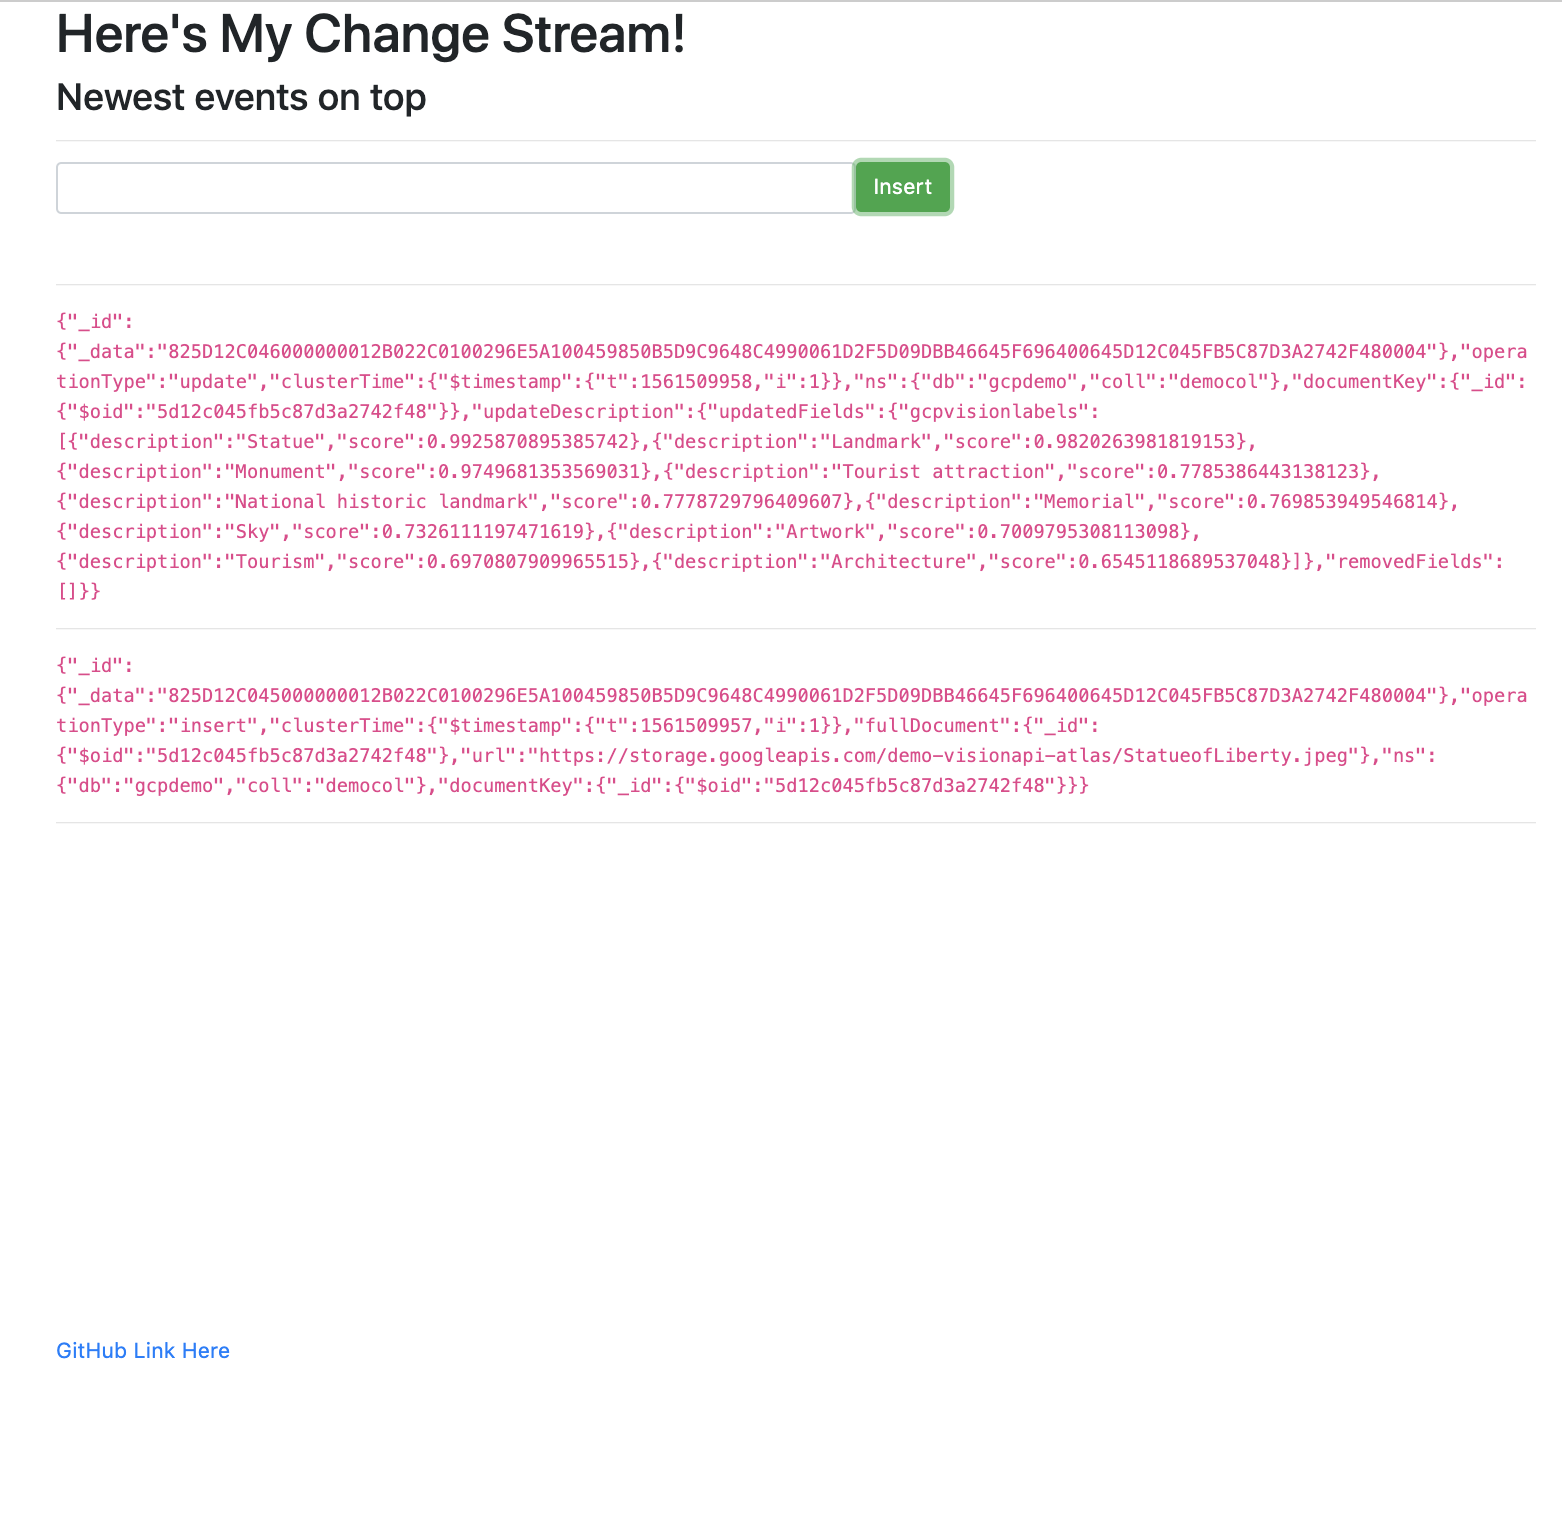 Here's My Change Stream!
Newest events on top
Insert
{"_id":
{"_data":"825D12C046000000012B022C0100296E5A100459850B5D9C9648C4990061D2F5D09DBB46645F696400645D12C045FB5C87D3A2742F480004"},"opera
tionType":"update","clusterTime":{"$timestamp":{"t":1561509958,"i":1}},"ns":{"db":"gcpdemo","coll":"democol"},"documentKey":{"_id":
{"$oid":"5d12c045fb5c87d3a2742f48"}},"updateDescription":{"updatedFields":{"gcpvisionlabels":
[{"description":"Statue","score":0.9925870895385742},{"description":"Landmark","score":0.9820263981819153},
{"description":"Monument","score":0.9749681353569031},{"description":"Tourist attraction","score":0.7785386443138123},
{"description":"National historic landmark","score":0.7778729796409607},{"description":"Memorial","score":0.769853949546814},
{"description":"Sky","score":0.7326111197471619},{"description":"Artwork","score":0.7009795308113098},
{"description":"Tourism","score":0.6970807909965515},{"description":"Architecture","score":0.6545118689537048}]},"removedFields":
[]}}
{"_id":
{"_data":"825D12C045000000012B022C0100296E5A100459850B5D9C9648C4990061D2F5D09DBB46645F696400645D12C045FB5C87D3A2742F480004"},"opera
tionType":"insert","clusterTime":{"$timestamp":{"t":1561509957,"i":1}},"fullDocument":{"_id":
{"$oid":"5d12c045fb5c87d3a2742f48"},"url":"https://storage.googleapis.com/demo-visionapi-atlas/StatueofLiberty.jpeg"},"ns":
{"db":"gcpdemo","coll":"democol"},"documentKey":{"_id":{"$oid":"5d12c045fb5c87d3a2742f48"}}}
GitHub Link Here